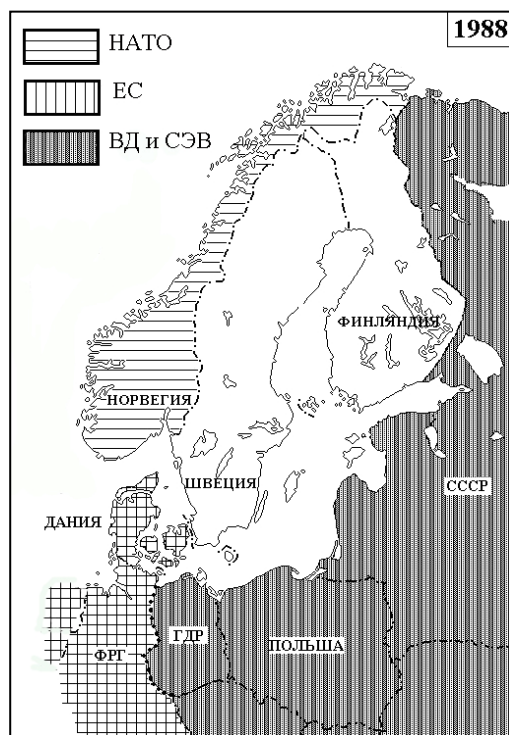 1988
НАТО
ЕС
ВД и СЭВ
ФИНЛЯНДИЯ
НОРВЕГИЯ
ШВЕЦИЯ
СССР
ДАНИЯ
ГДР
ПОЛЬША
ФРГ